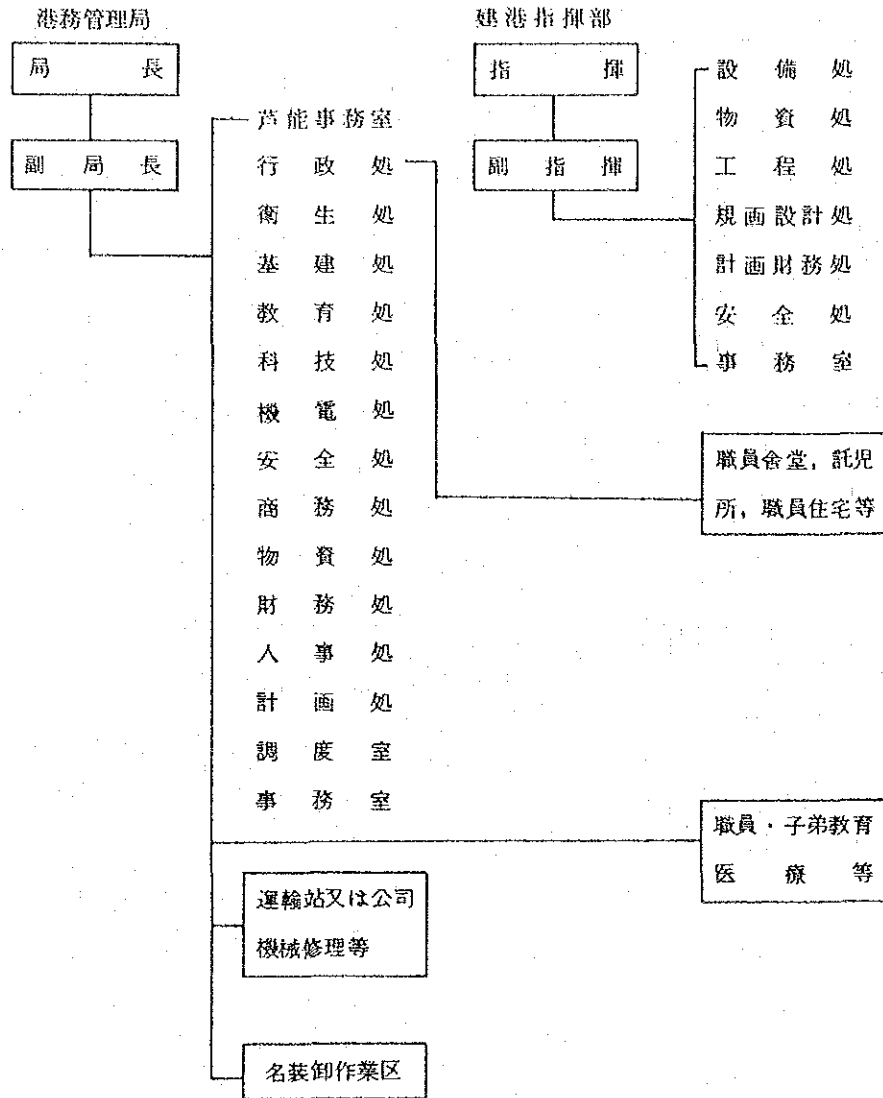 港務管理局
局長
副局長
芦能事務室
行政処
衛生処
基建処
教育処
科技処
機電処
安全処
商務処
物資処
財務処
人事処
計画処
調度室
事務室
運輸站又は公司
機械修理等
名装卸作業区
建港指揮部
指揮
副指揮
設備処
物資処
工程処
規画設計処
計画財務処
安全処
事務室
職員舎堂，託児
所，職員住宅等
職員・子弟教育
医療等